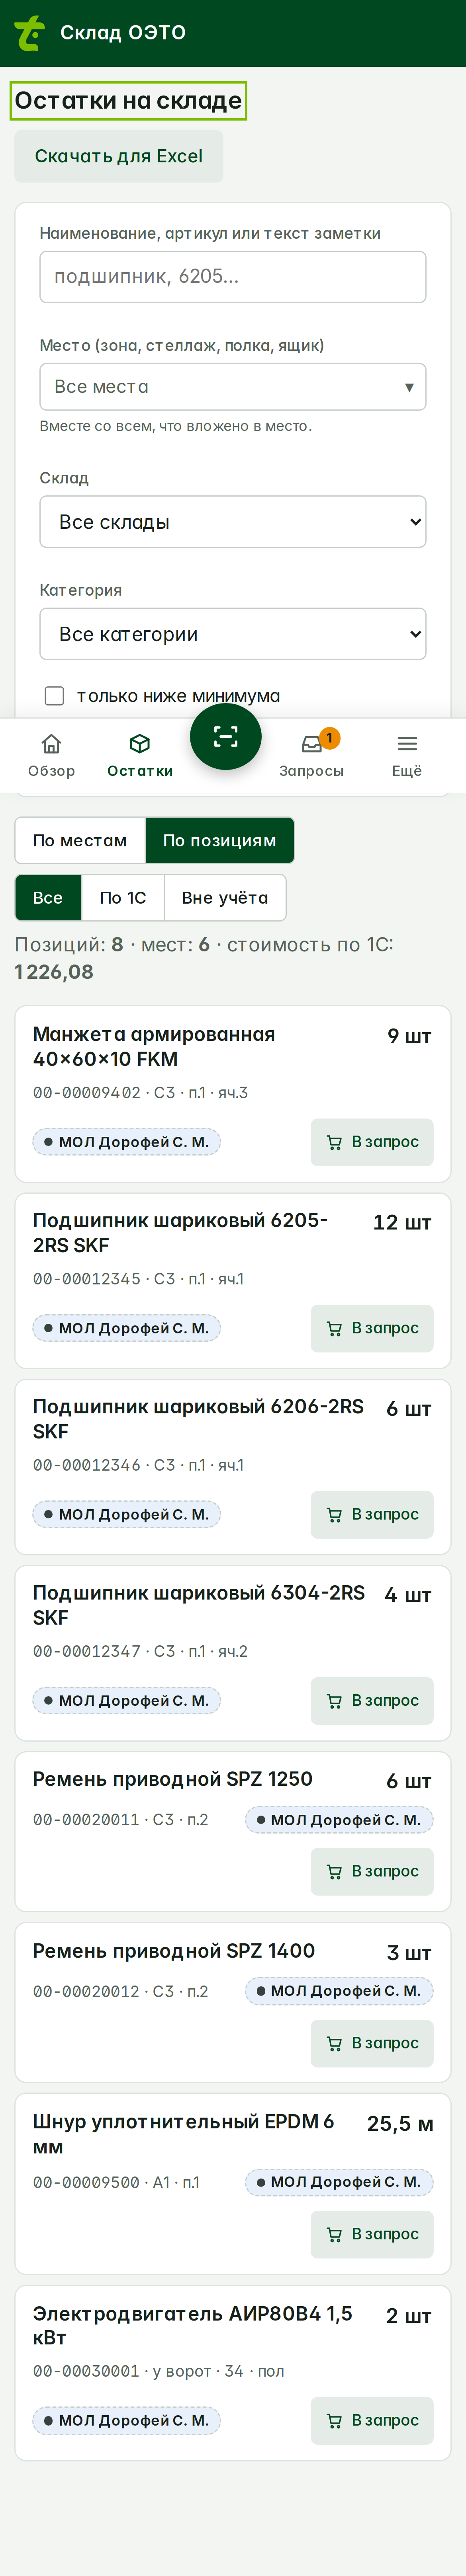 Склад ОЭТО
Остатки на складе
Скачать для Excel
Наименование, артикул или текст заметки
подшипник, 6205...
Место (зона, стеллаж, полка, ящик)
Все места
Вместе со всем, что вложено в место.
Склад
Все склады
Категория
Все категории
только ниже минимума
1
Обзор Остатки Запросы Ещё
По местам По позициям
Все По 1С Вне учёта
Позиций: 8 · мест: 6 · стоимость по 1С:
1 226,08
Манжета армированная 9 шт
40×60×10 FKM
00-00009402 · С3 · п.1 · яч.3
МОЛ Дорофей С. М. В запрос
Подшипник шариковый 6205- 12 шт
2RS SKF
00-00012345 · С3 · п.1 · яч.1
МОЛ Дорофей С. М. В запрос
Подшипник шариковый 6206-2RS 6 шт
SKF
00-00012346 · С3 · п.1 · яч.1
МОЛ Дорофей С. М. В запрос
Подшипник шариковый 6304-2RS 4 шт
SKF
00-00012347 · С3 · п.1 · яч.2
МОЛ Дорофей С. М. В запрос
Ремень приводной SPZ 1250 6 шт
00-00020011 · С3 · п.2 МОЛ Дорофей С. М.
В запрос
Ремень приводной SPZ 1400 3 шт
00-00020012 · С3 · п.2 МОЛ Дорофей С. М.
В запрос
Шнур уплотнительный EPDM 6 25,5 м
мм
00-00009500 · А1 · п.1 МОЛ Дорофей С. М.
В запрос
Электродвигатель АИР80В4 1,5 2 шт
кВт
00-00030001 · у ворот · 34 · пол
МОЛ Дорофей С. М. В запрос